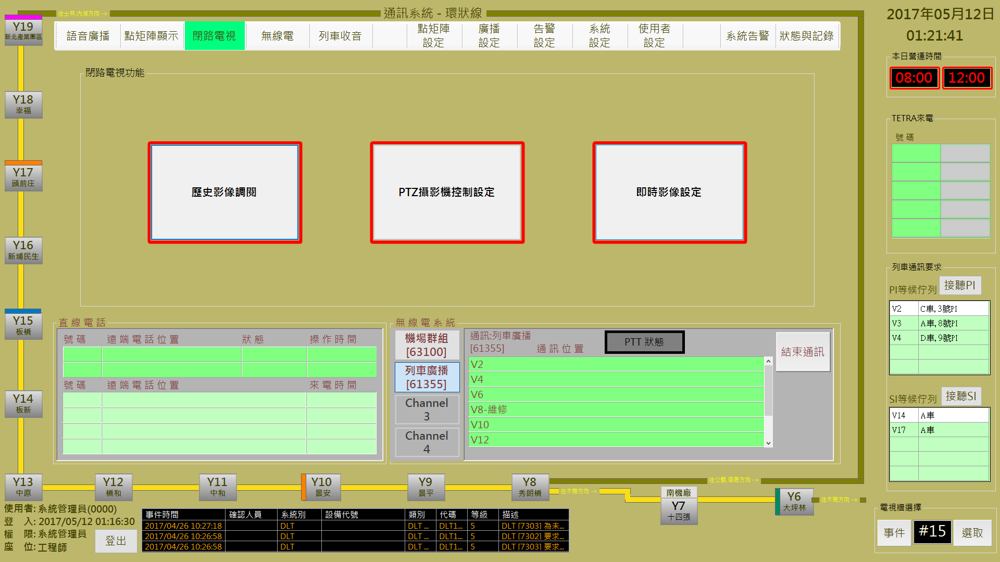 往士林,內湖方向 ->
通訊系統 - 環狀線
2017年05月12日
01:21:41
語音廣播
點矩陣顯示
閉路電視
無線電
列車收音
點矩陣
設定
廣播
設定
告警
設定
系統
設定
使用者
設定
系統告警
狀態與記錄
Y19
新北產業園區
Y18
幸福
Y17
頭前庄
Y16
新埔民生
Y15
板橋
Y14
板新
Y13
中原
Y12
橋和
Y11
中和
Y10
景安
Y9
景平
Y8
秀朗橋
往公館,信義方向 ->
往木柵方向 ->
南機廠
Y7
十四張
Y6
大坪林
往木柵方向 ->
閉路電視功能
歷史影像調閱
PTZ攝影機控制設定
即時影像設定
本日營運時間
08:00 12:00
TETRA來電
號 碼
列車通訊要求
PI等候佇列 接聽PI
V2 C車,3號PI
V3 A車,8號PI
V4 D車,9號PI
SI等候佇列 接聽SI
V14 A車
V17 A車
電視牆選擇
事件 #15 選取
直 線 電 話
號 碼 遠 端 電 話 位 置 狀 態 操 作 時 間
號 碼 遠 端 電 話 位 置 來 電 時 間
無 線 電 系 統
機場群組
[63100]
列車廣播
[61355]
Channel
3
Channel
4
通訊:列車廣播
[61355] 通 訊 位 置
PTT 狀態
結束通訊
V2
V4
V6
V8-維修
V10
V12
使用者: 系統管理員(0000)
登 入: 2017/05/12 01:16:30
權 限: 系統管理員
座 位: 工程師
登出
事件時間 確認人員 系統別 設備代號 類別 代碼 等級 描述
2017/04/26 10:27:18 DLT DLT ... DLT1... 5 DLT [7303] 為未...
2017/04/26 10:26:58 DLT DLT ... DLT1... 5 DLT [7302] 要求...
2017/04/26 10:26:58 DLT DLT ... DLT1... 5 DLT [7303] 要求...